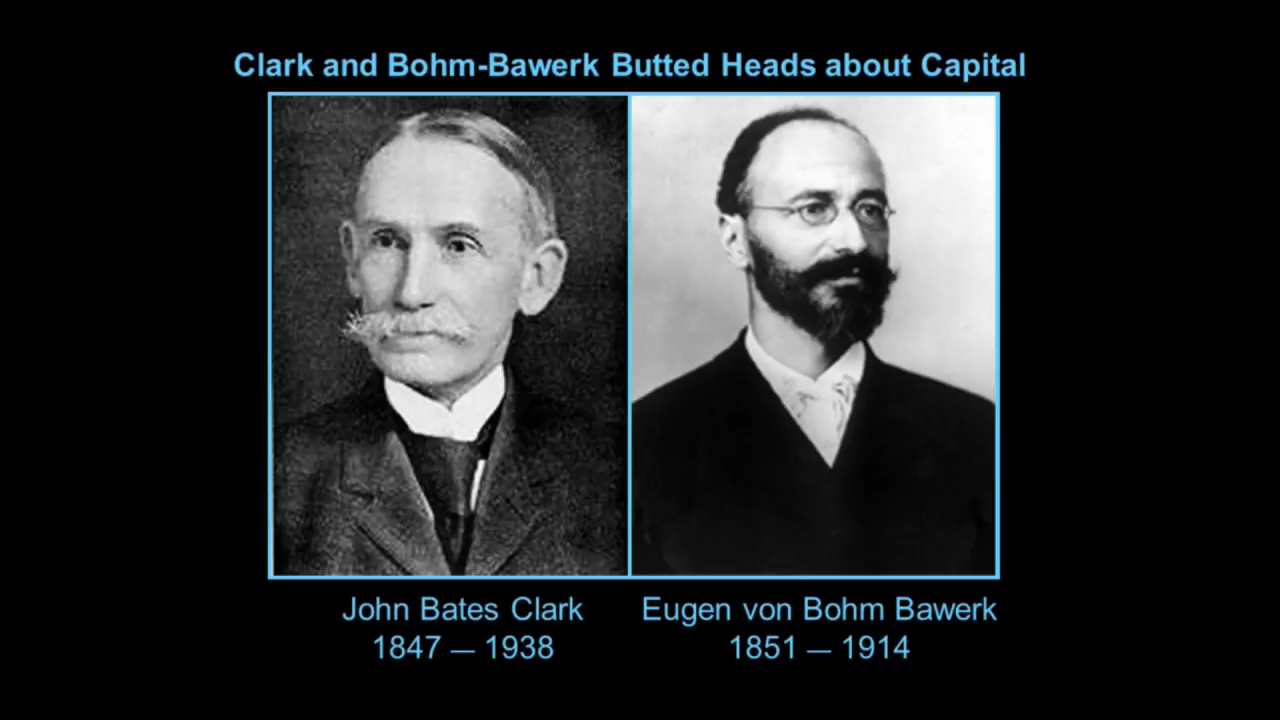 Clark and Bohm-Bawerk Butted Heads about Capital
John Bates Clark
1847 — 1938
Eugen von Bohm Bawerk
1851 — 1914